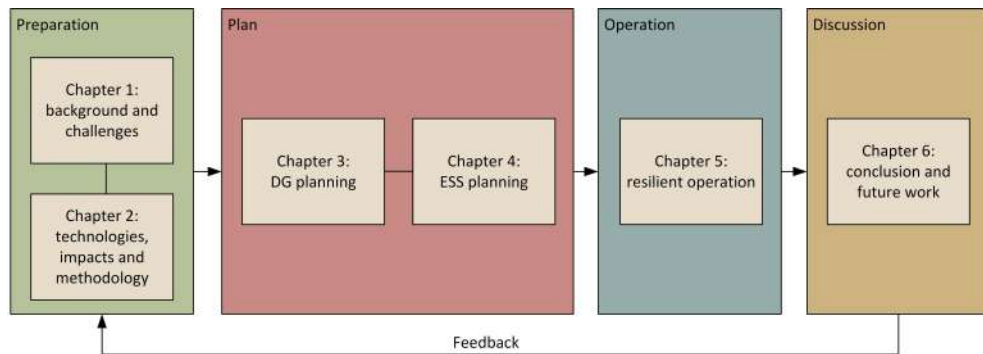 Preparation
Chapter 1:
background and
challenges
Chapter 2:
technologies,
impacts and
methodology
Plan
Chapter 3:
DG planning
Chapter 4:
ESS planning
Operation
Chapter 5:
resilient operation
Discussion
Chapter 6:
conclusion and
future work
Feedback